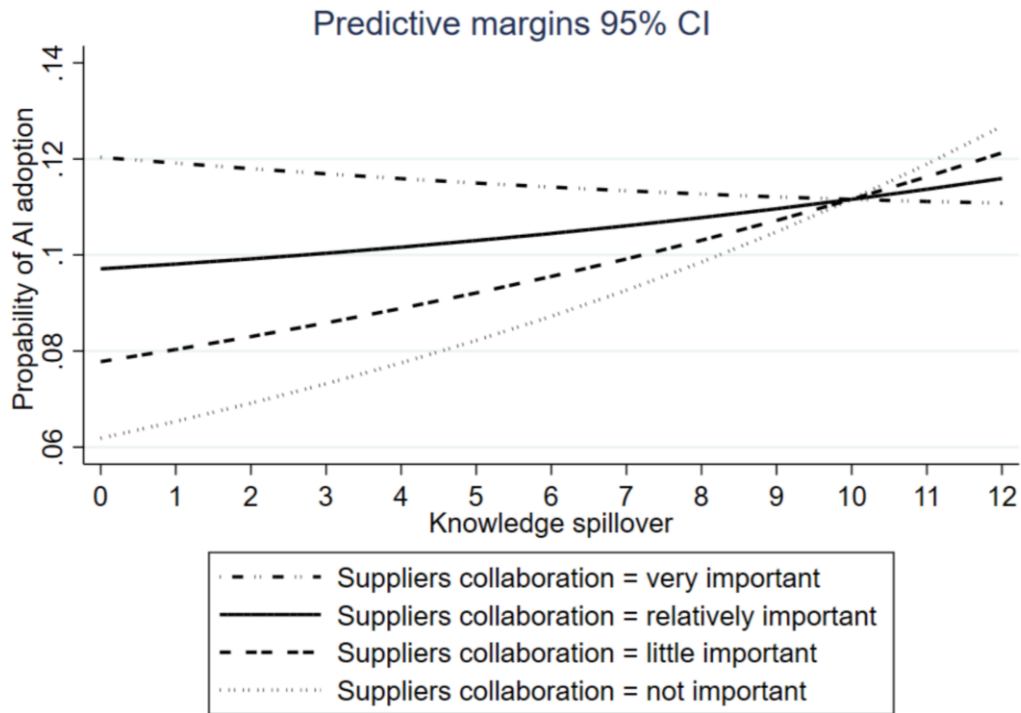 Predictive margins 95% CI
Propability of AI adoption
.14
.12
.1
.08
.06
0 1 2 3 4 5 6 7 8 9 10 11 12
Knowledge spillover
Suppliers collaboration = very important
Suppliers collaboration = relatively important
Suppliers collaboration = little important
Suppliers collaboration = not important